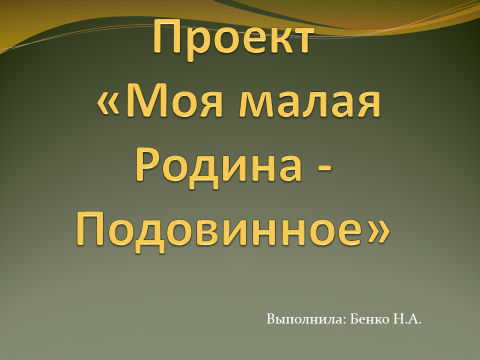 Проект
«Моя малая
Родина -
Подовинное»
Выполнила: Бенко Н.А.